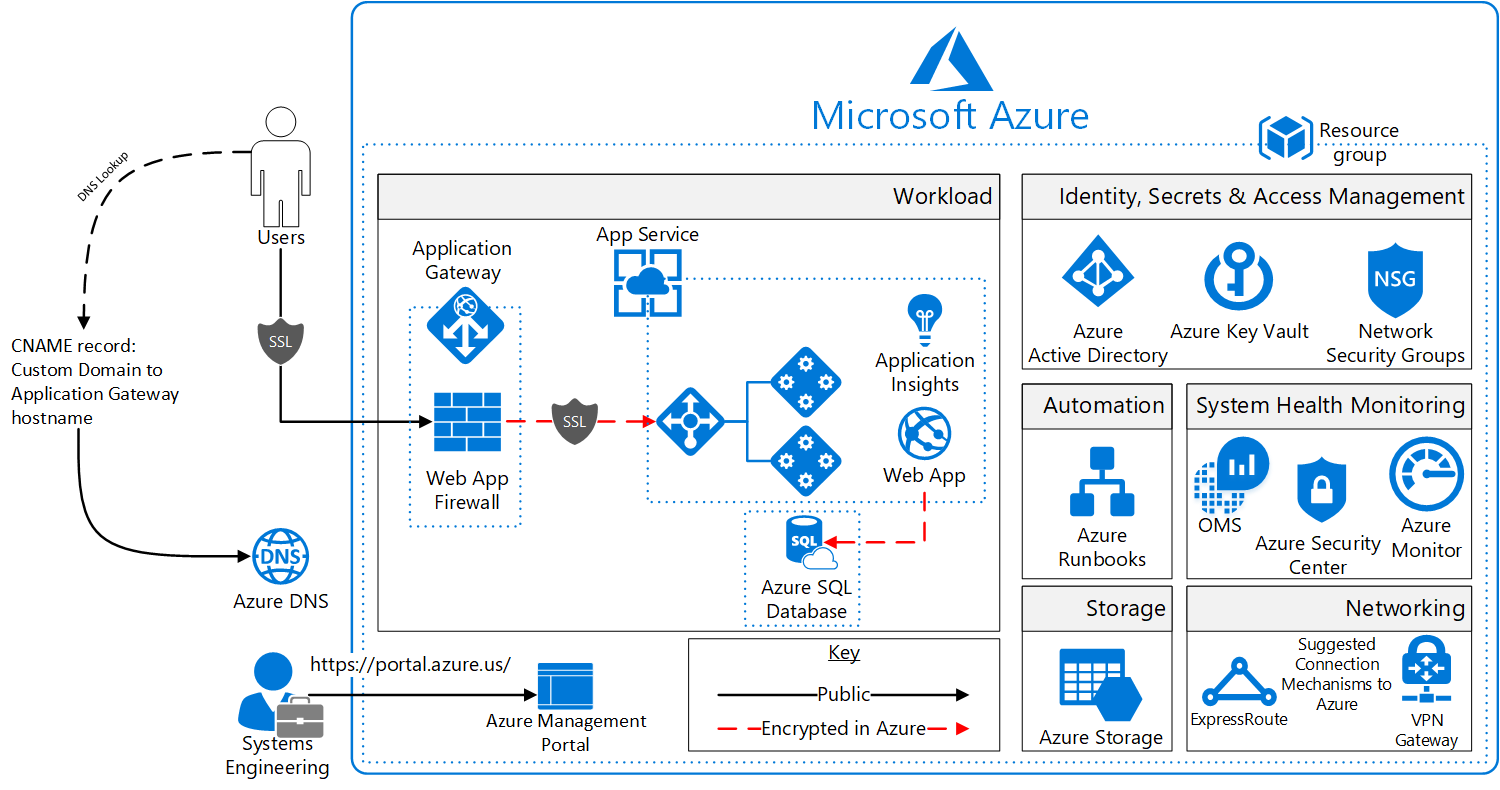 Microsoft Azure
Resource
group
DNS Lookup
Users
SSL
CNAME record:
Custom Domain to
Application Gateway
hostname
DNS
Azure DNS
https://portal.azure.us/
Systems
Engineering
Azure Management
Portal
Workload
Application
Gateway
Web App
Firewall
SSL
App Service
Application
Insights
Web App
SQL
Azure SQL
Database
Key
Public
Encrypted in Azure
Identity, Secrets & Access Management
Azure
Active Directory
Azure Key Vault
NSG
Network
Security Groups
Automation
Azure
Runbooks
System Health Monitoring
OMS
Azure Security
Center
Azure
Monitor
Storage
Azure Storage
Networking
ExpressRoute
Suggested
Connection
Mechanisms to
Azure
VPN
Gateway